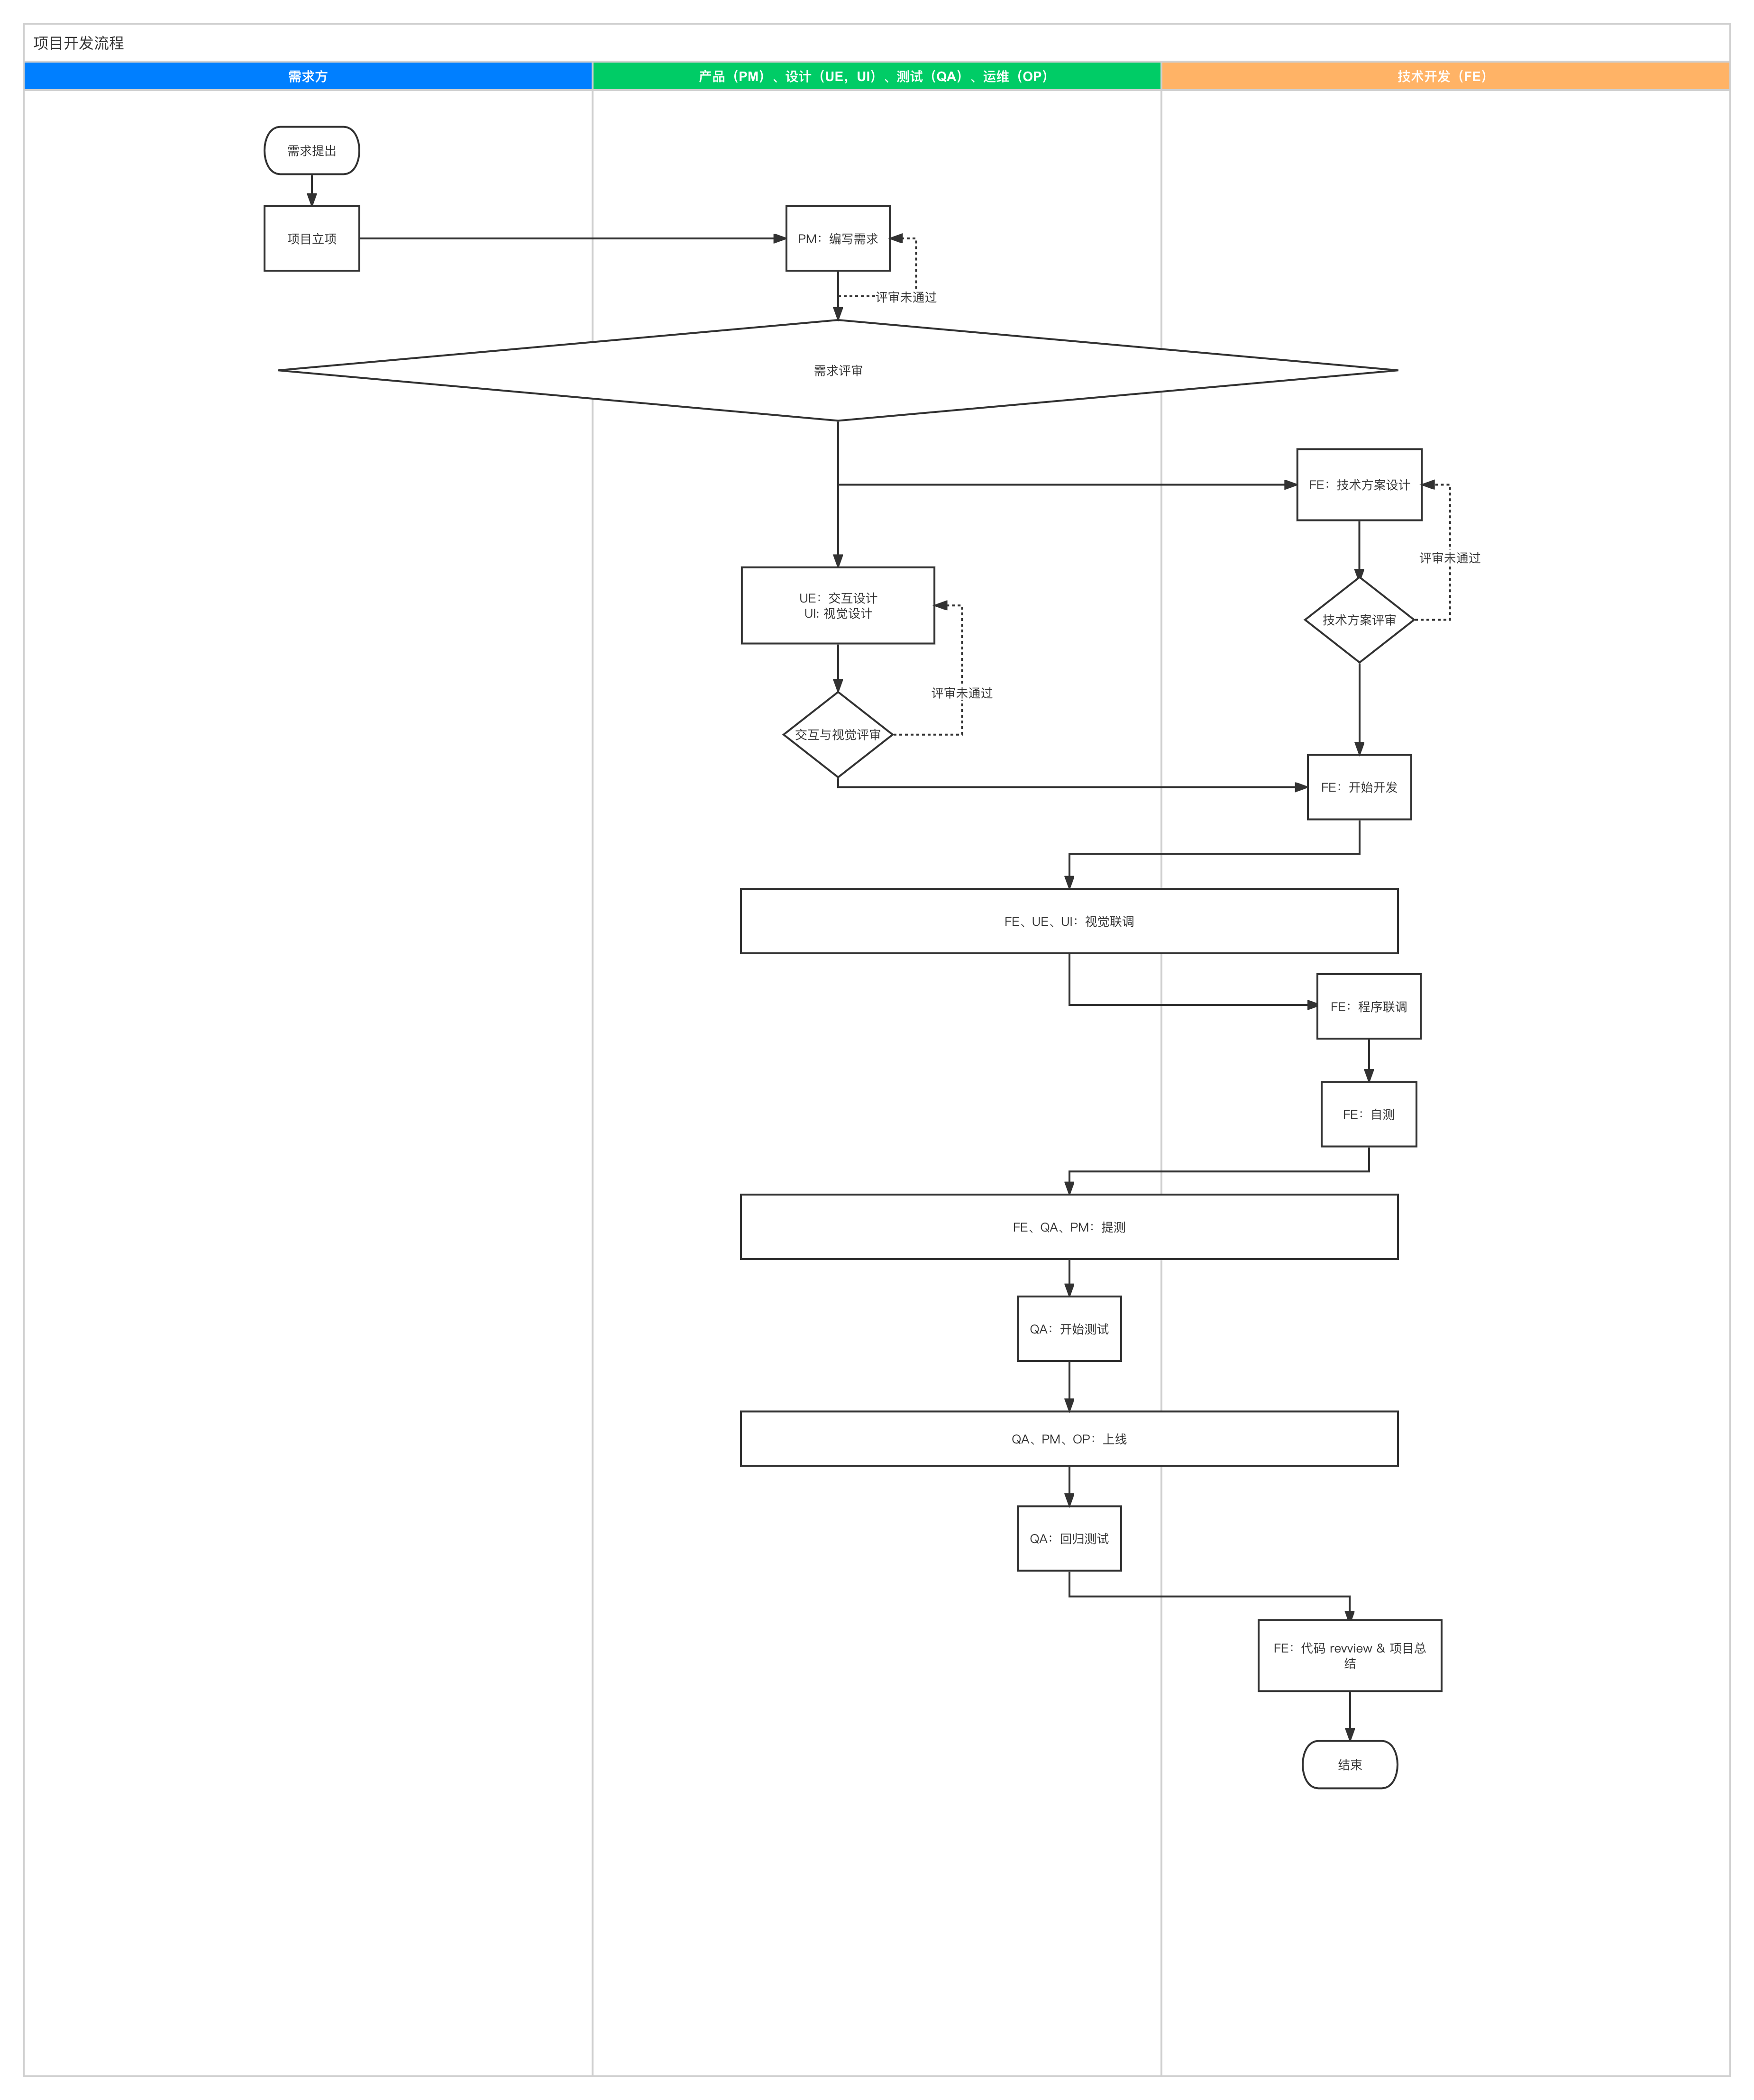 项目开发流程
需求方
产品（PM）、设计（UE，UI）、测试（QA）、运维（OP）
技术开发（FE）
需求提出
项目立项
PM：编写需求
评审未通过
需求评审
FE：技术方案设计
评审未通过
UE：交互设计
UI: 视觉设计
技术方案评审
评审未通过
交互与视觉评审
FE：开始开发
FE、UE、UI：视觉联调
FE：程序联调
FE：自测
FE、QA、PM：提测
QA：开始测试
QA、PM、OP：上线
QA：回归测试
FE：代码 revview & 项目总
结
结束